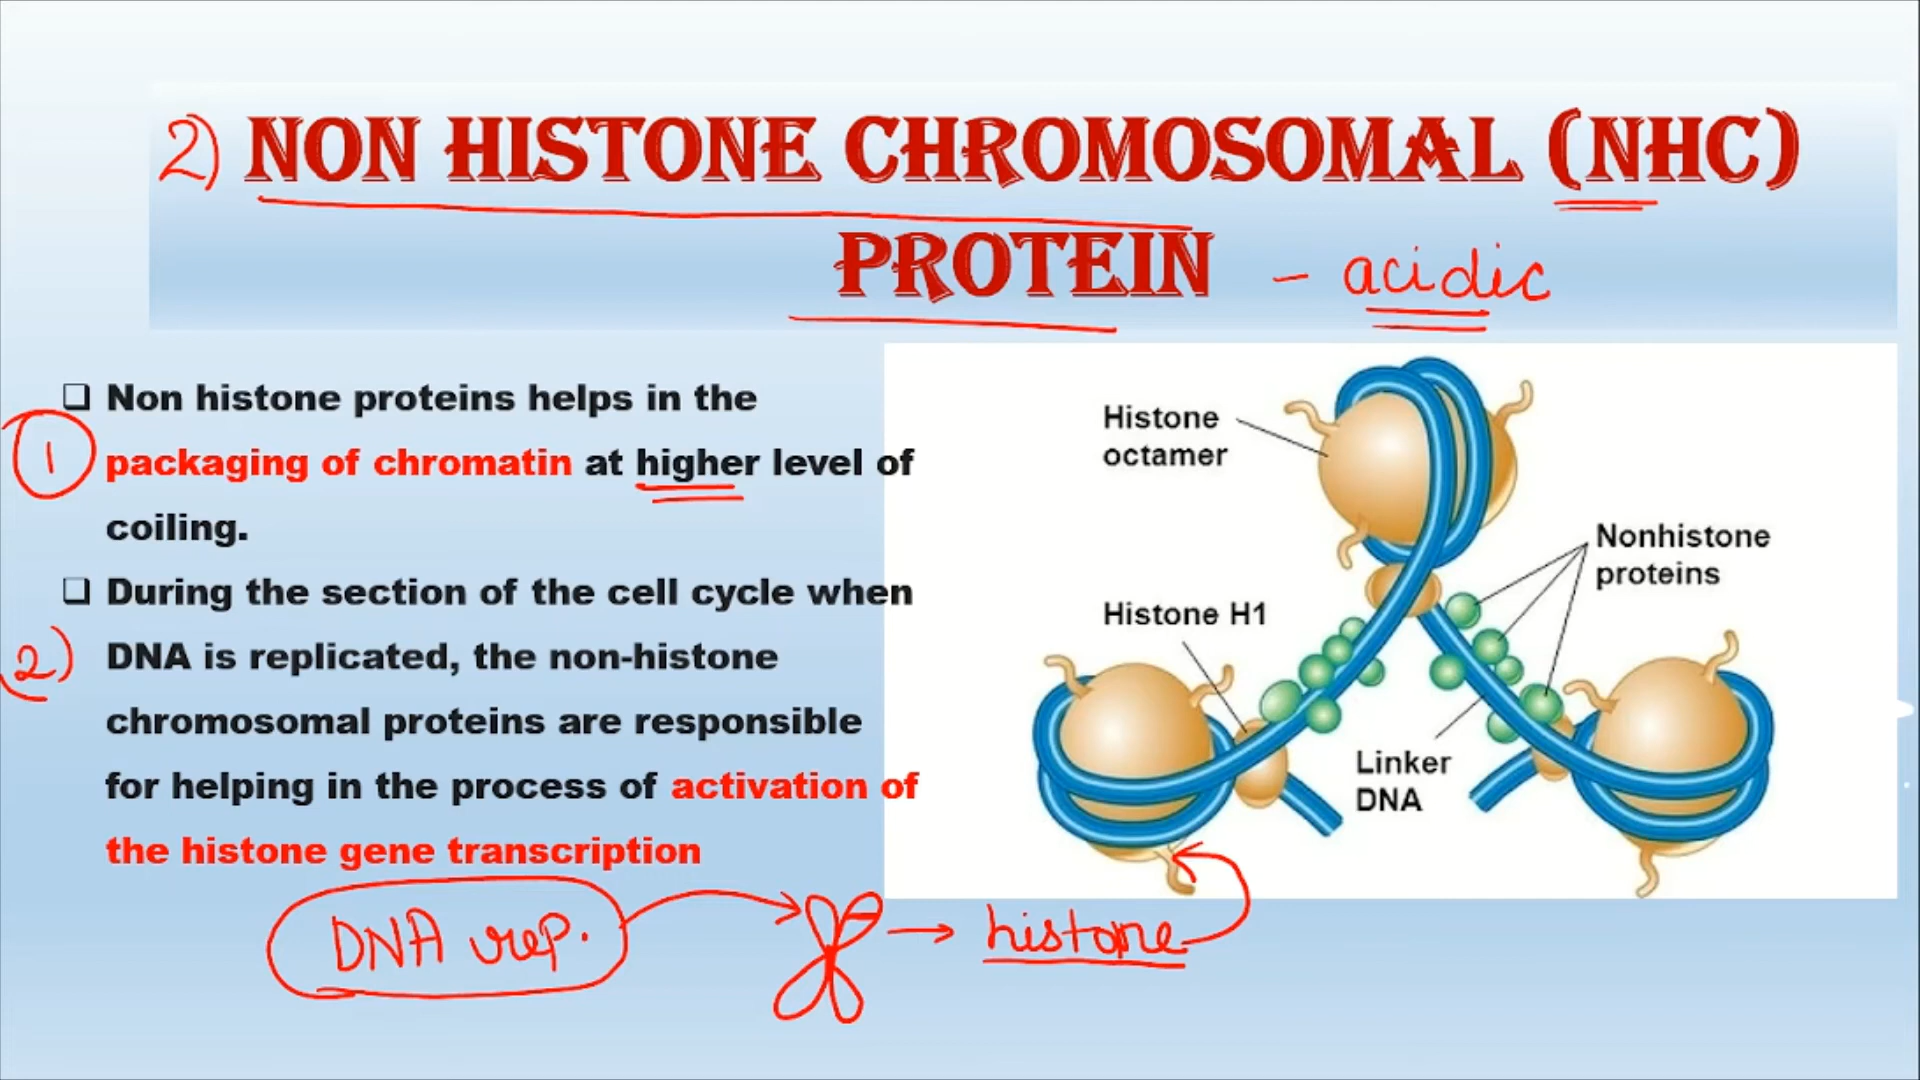 2) NON HISTONE CHROMOSOMAL (NHC)
PROTEIN - acidic
Non histone proteins helps in the
1 packaging of chromatin at higher level of
coiling.
During the section of the cell cycle when
2) DNA is replicated, the non-histone
chromosomal proteins are responsible
for helping in the process of activation of
the histone gene transcription
DNA rep. → → histone
Histone
octamer
Nonhistone
proteins
Histone H1
Linker
DNA